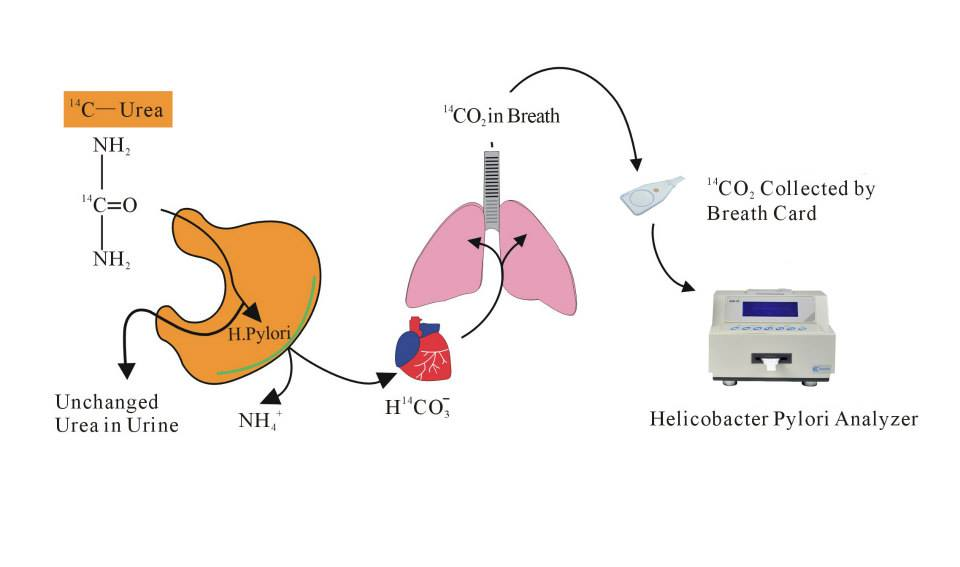 ¹⁴C—Urea
NH₂
¹⁴C=O
NH₂
H.Pylori
Unchanged
Urea in Urine
NH₄⁺
H¹⁴CO₃⁻
¹⁴CO₂ in Breath
¹⁴CO₂ Collected by
Breath Card
Helicobacter Pylori Analyzer